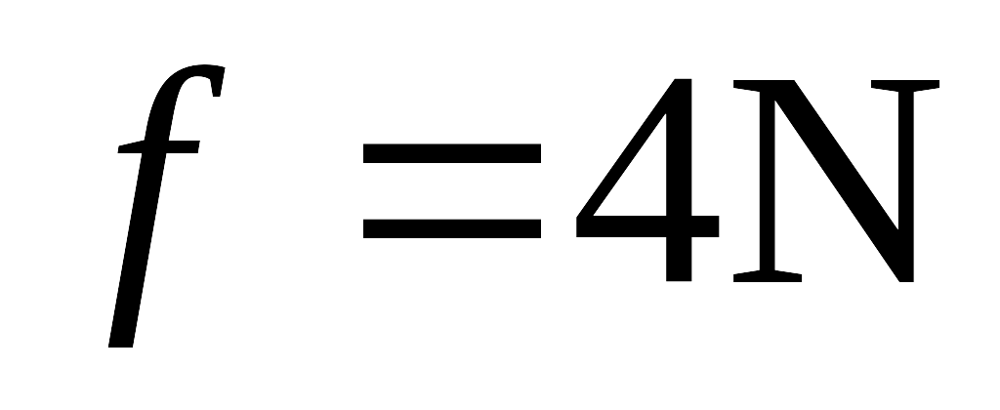 f = 4N